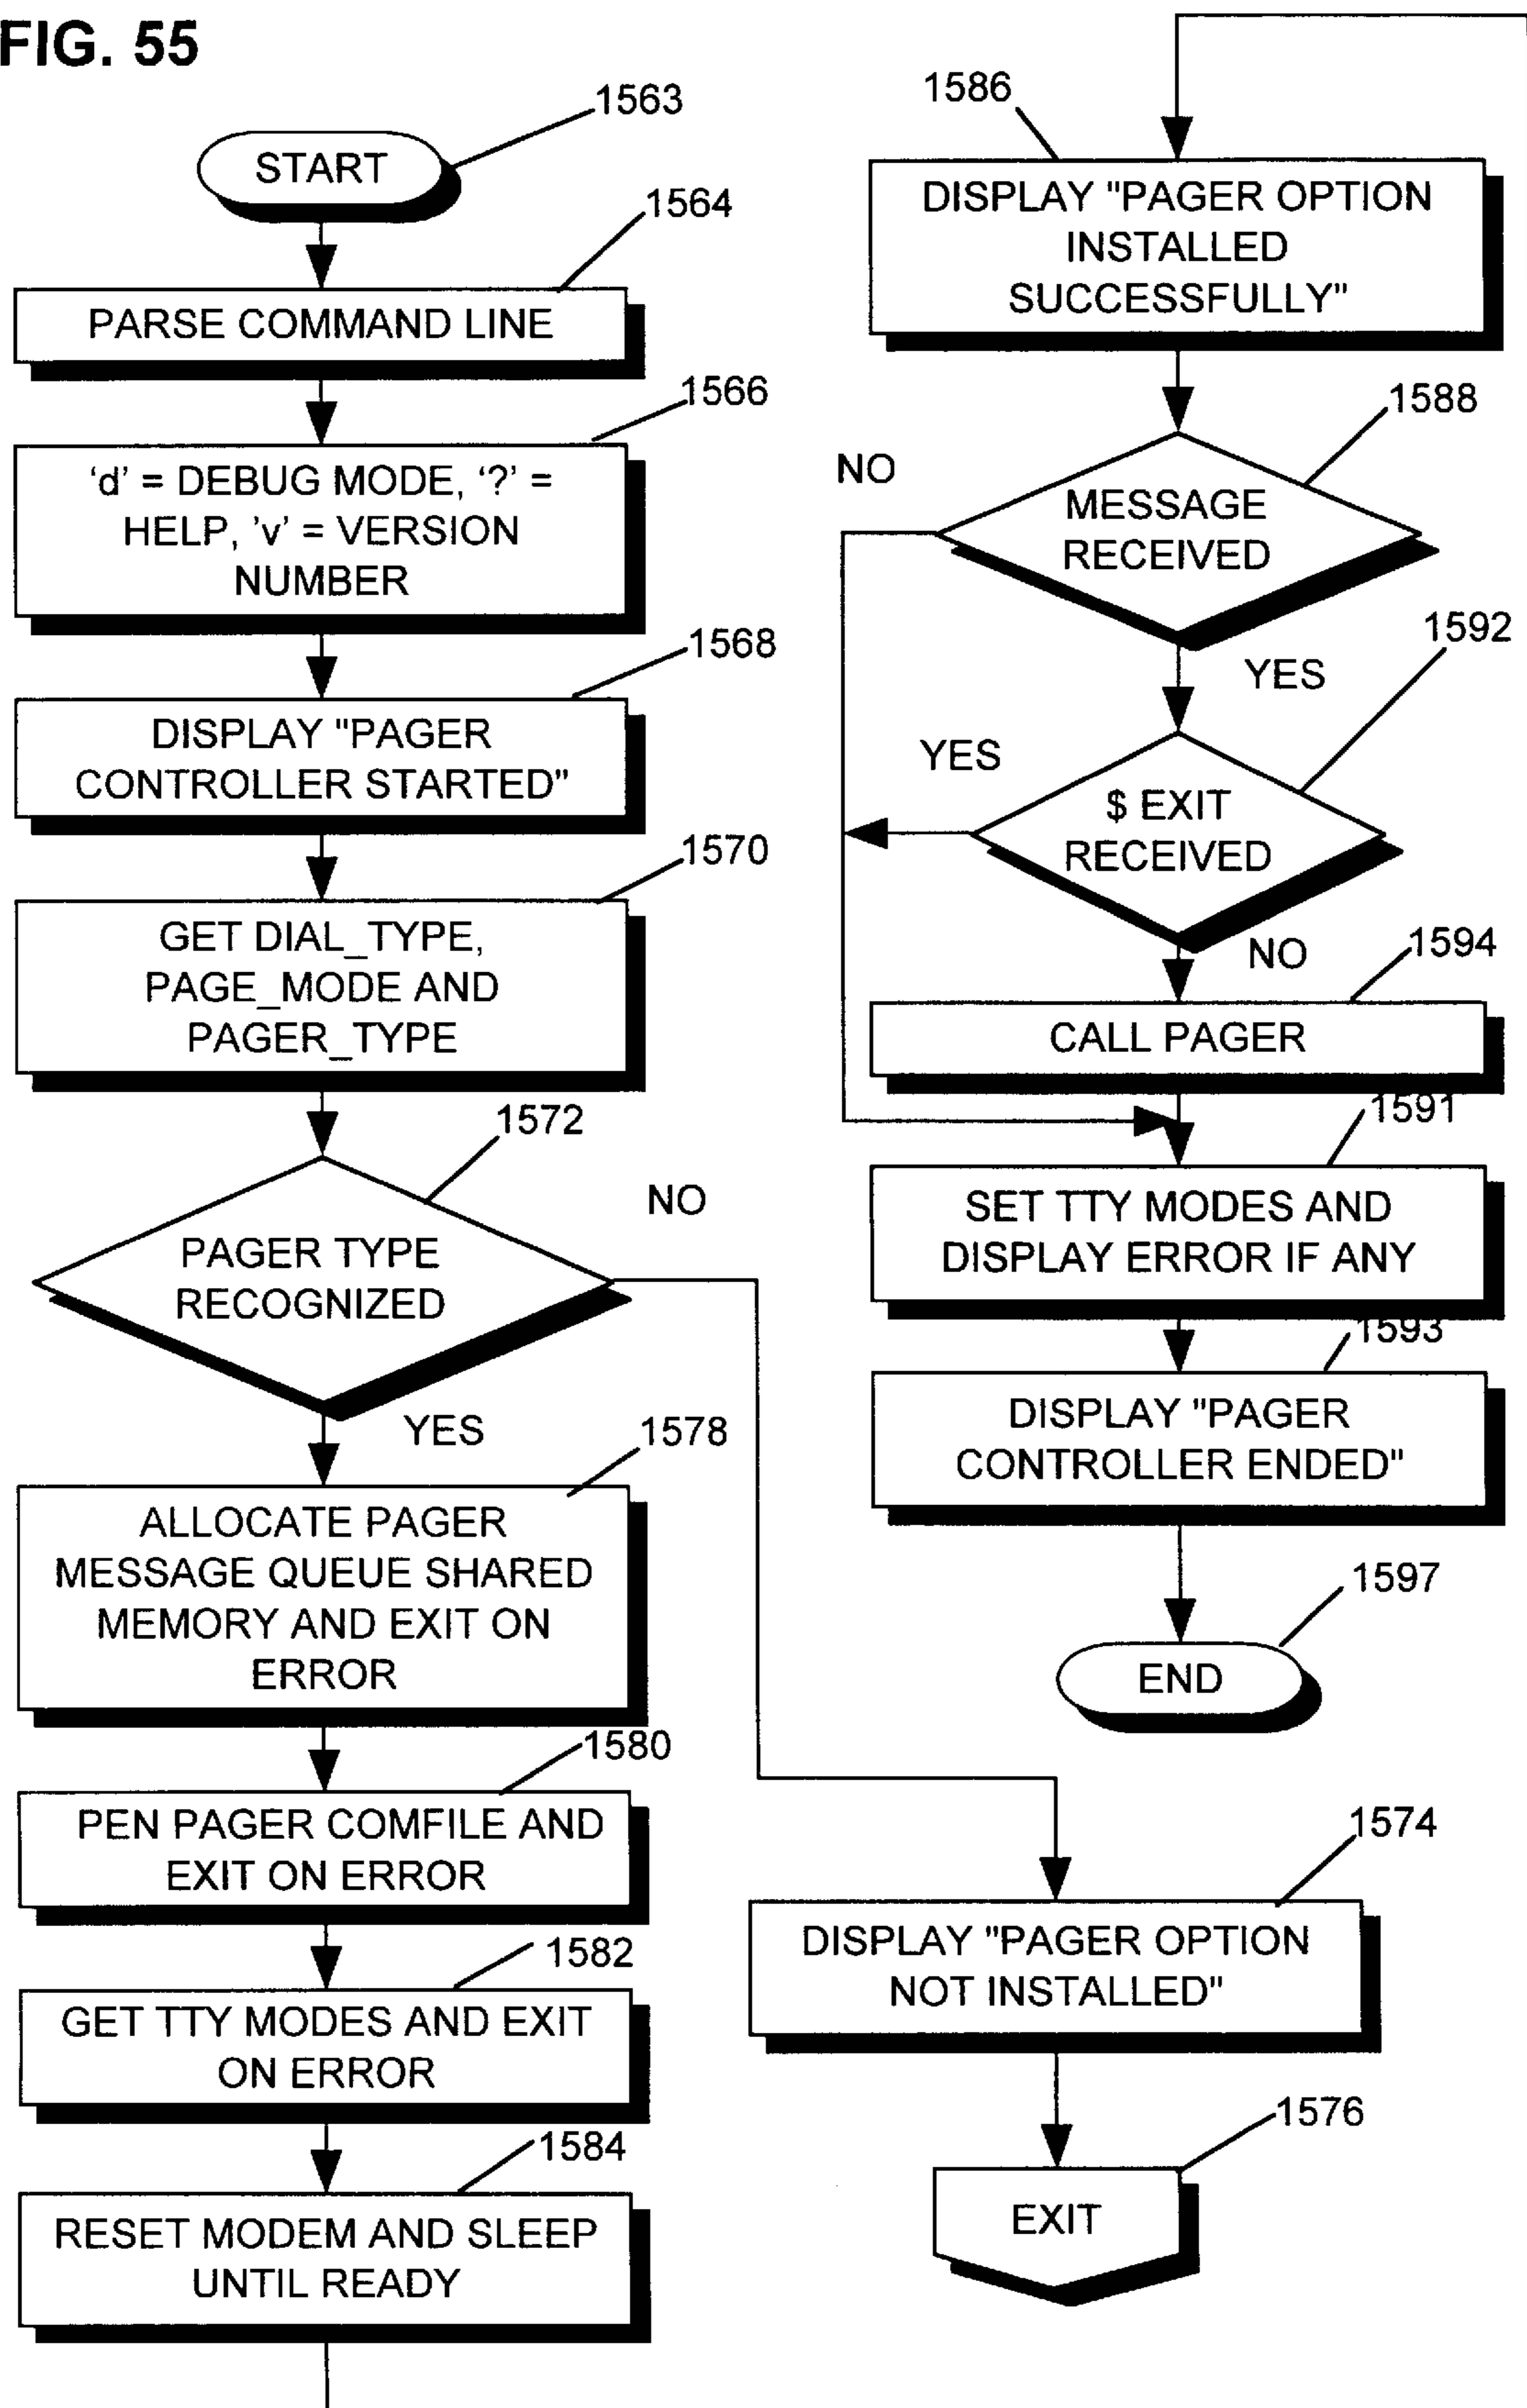 FIG. 55
1563
START
1564
PARSE COMMAND LINE
1566
‘d’ = DEBUG MODE, ‘?’ =
HELP, ’v’ = VERSION
NUMBER
1568
DISPLAY "PAGER
CONTROLLER STARTED"
1570
GET DIAL_TYPE,
PAGE_MODE AND
PAGER_TYPE
1572
PAGER TYPE
RECOGNIZED
NO
YES
1578
ALLOCATE PAGER
MESSAGE QUEUE SHARED
MEMORY AND EXIT ON
ERROR
1580
PEN PAGER COMFILE AND
EXIT ON ERROR
1582
GET TTY MODES AND EXIT
ON ERROR
1584
RESET MODEM AND SLEEP
UNTIL READY
1586
DISPLAY "PAGER OPTION
INSTALLED
SUCCESSFULLY"
1588
NO
MESSAGE
RECEIVED
YES
1592
YES
$ EXIT
RECEIVED
NO
1594
CALL PAGER
1591
SET TTY MODES AND
DISPLAY ERROR IF ANY
1593
DISPLAY "PAGER
CONTROLLER ENDED"
1597
END
1574
DISPLAY "PAGER OPTION
NOT INSTALLED"
1576
EXIT